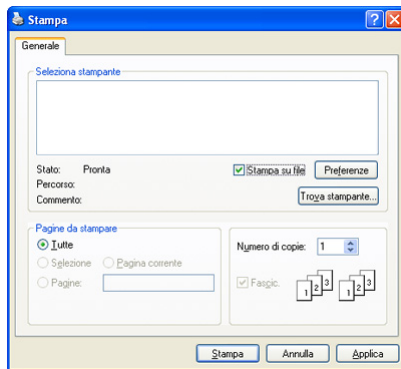 Stampa
Generale
Seleziona stampante
Stato: Pronta
Stampa su file
Preferenze
Percorso:
Commento:
Trova stampante...
Pagine da stampare
Tutte
Selezione Pagina corrente
Pagine:
Numero di copie: 1
Fascic.
1 2 3 1 2 3
Stampa Annulla Applica